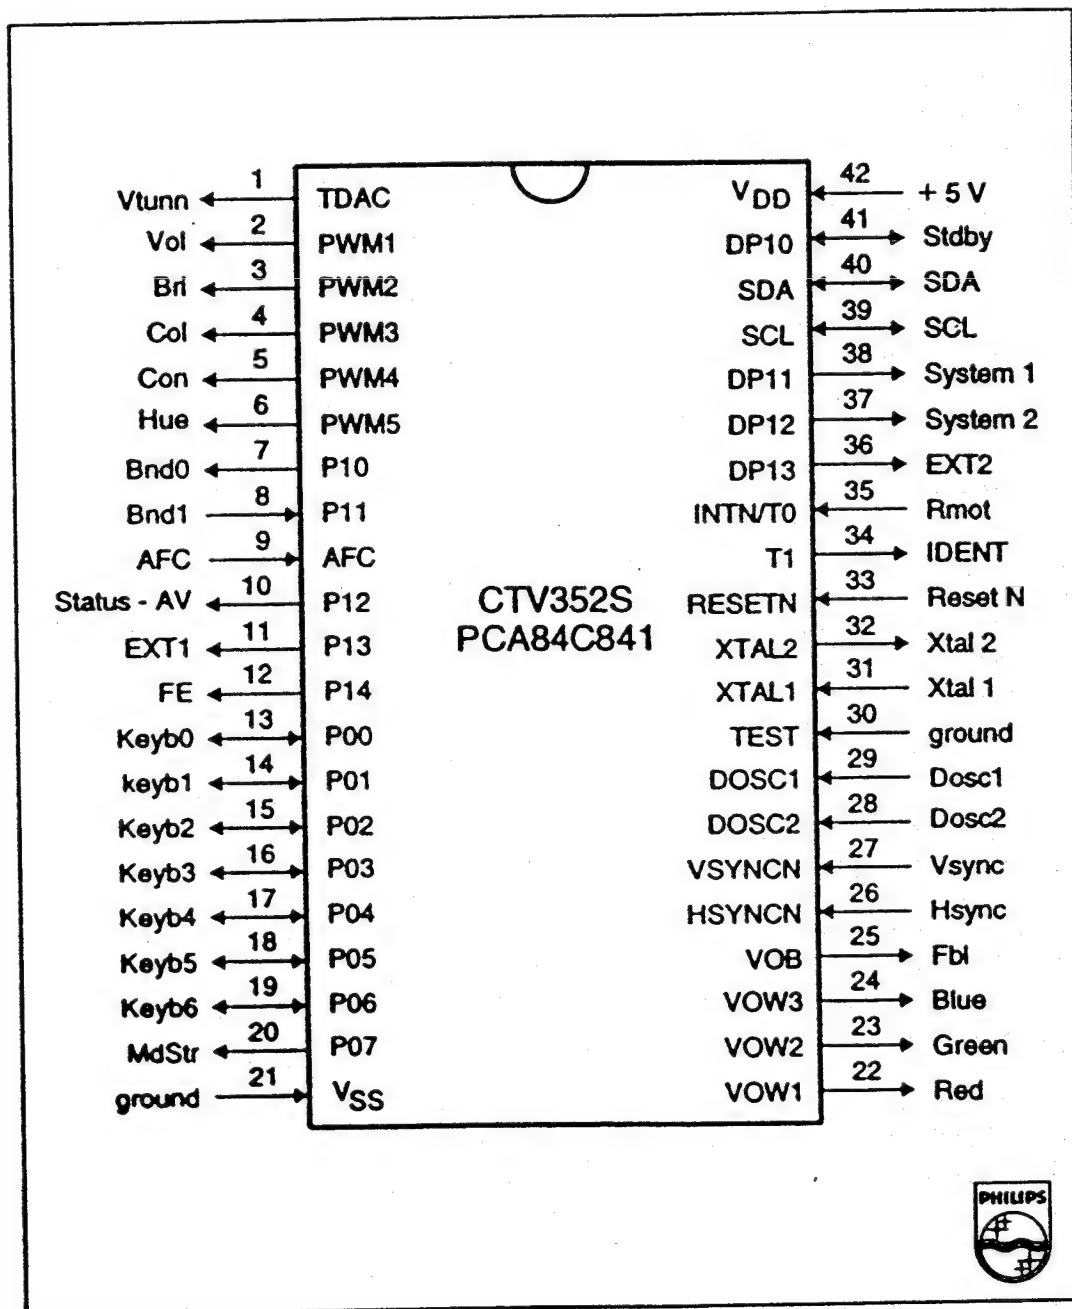 Vtunn 1 TDAC VDD 42 + 5 V
Vol 2 PWM1 DP10 41 Stdby
Bri 3 PWM2 SDA 40 SDA
Col 4 PWM3 SCL 39 SCL
Con 5 PWM4 DP11 38 System 1
Hue 6 PWM5 DP12 37 System 2
Bnd0 7 P10 DP13 36 EXT2
Bnd1 8 P11 INTN/T0 35 Rmot
AFC 9 AFC T1 34 IDENT
Status - AV 10 P12 CTV352S RESETN 33 Reset N
EXT1 11 P13 PCA84C841 XTAL2 32 Xtal 2
FE 12 P14 XTAL1 31 Xtal 1
Keyb0 13 P00 TEST 30 ground
keyb1 14 P01 DOSC1 29 Dosc1
Keyb2 15 P02 DOSC2 28 Dosc2
Keyb3 16 P03 VSYNCN 27 Vsync
Keyb4 17 P04 HSYNCN 26 Hsync
Keyb5 18 P05 VOB 25 Fbl
Keyb6 19 P06 VOW3 24 Blue
MdStr 20 P07 VOW2 23 Green
ground 21 VSS VOW1 22 Red
PHILIPS